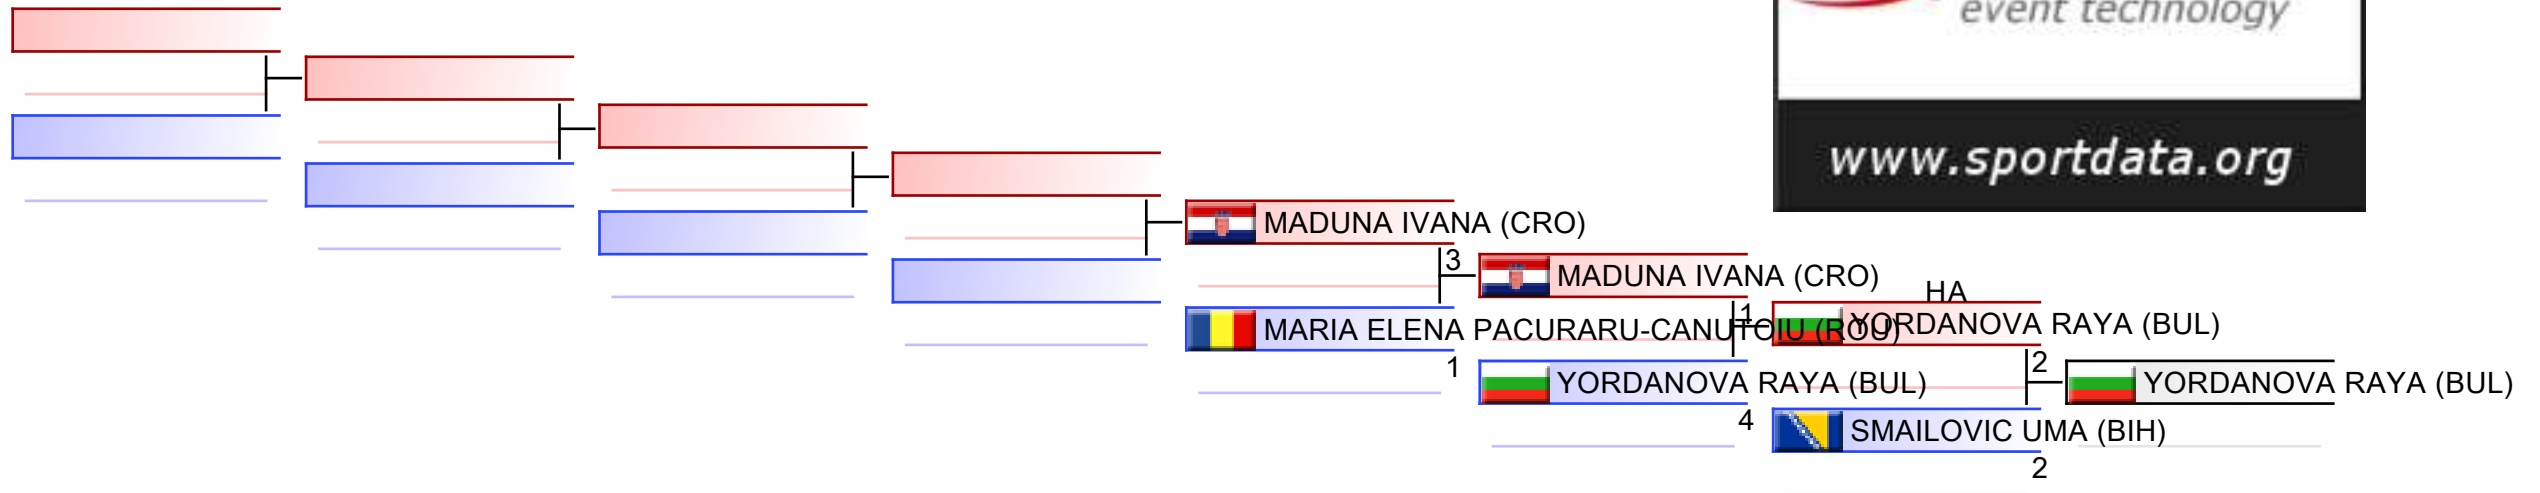 event technology
www.sportdata.org
MADUNA IVANA (CRO)
3
MADUNA IVANA (CRO)
HA
MARIA ELENA PACURARU-CANUTOIU (ROU)
1
1
YORDANOVA RAYA (BUL)
YORDANOVA RAYA (BUL)
4
2
YORDANOVA RAYA (BUL)
SMAILOVIC UMA (BIH)
2